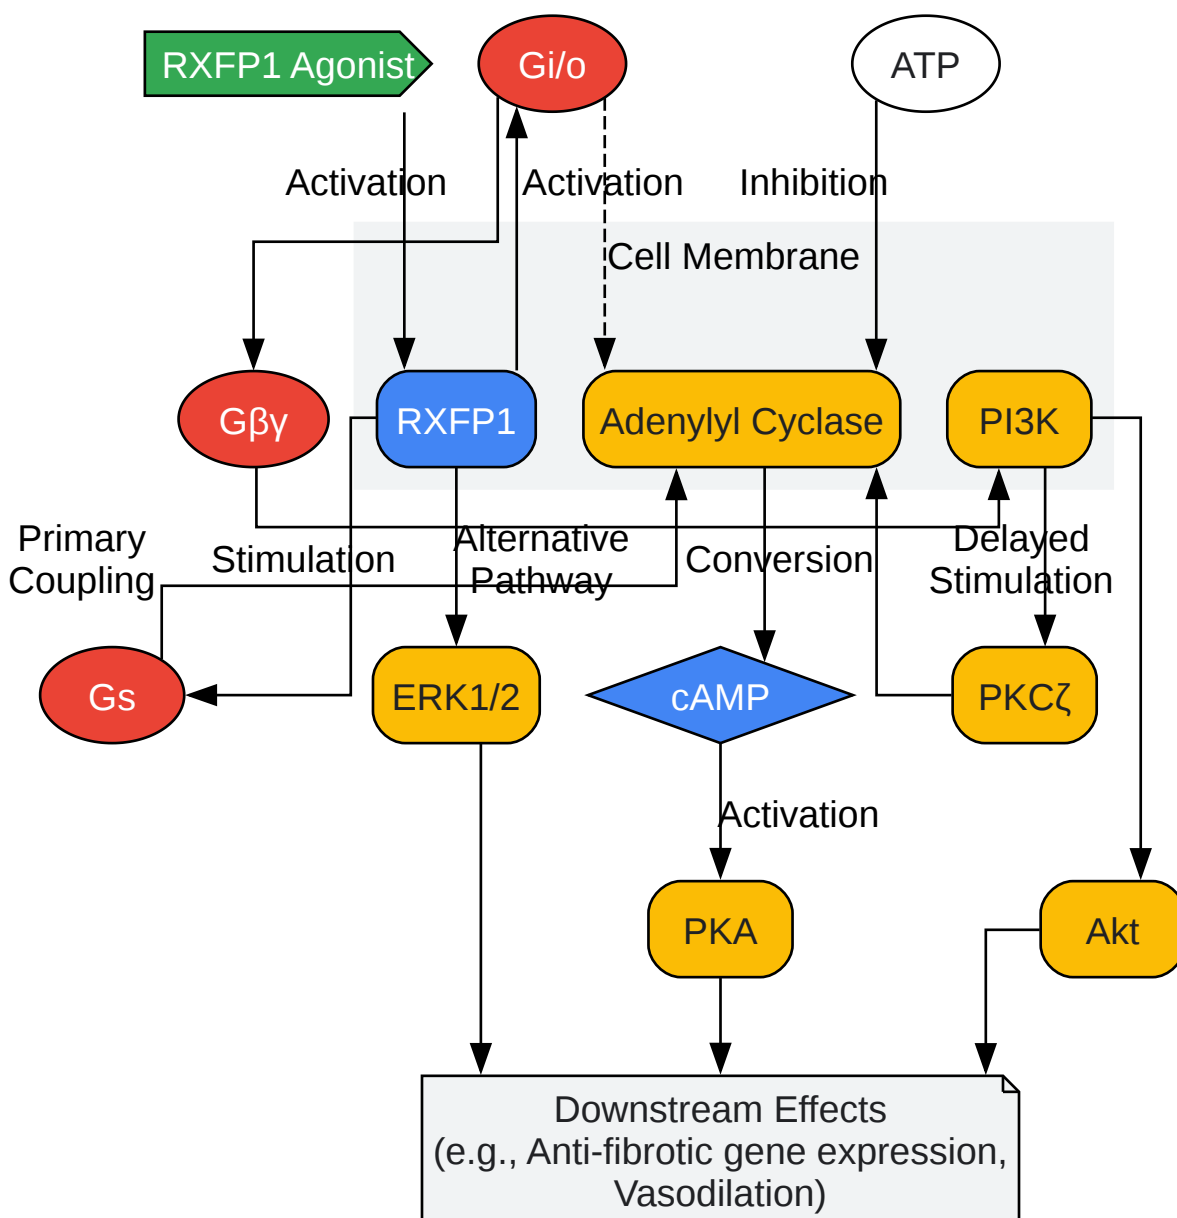 RXFP1 Agonist
Gi/o
ATP
Activation
Activation
Inhibition
Cell Membrane
Gβγ
RXFP1
Adenylyl Cyclase
PI3K
Primary
Coupling
Stimulation
Alternative
Pathway
Conversion
Delayed
Stimulation
Gs
ERK1/2
cAMP
PKCζ
Activation
PKA
Akt
Downstream Effects
(e.g., Anti-fibrotic gene expression,
Vasodilation)